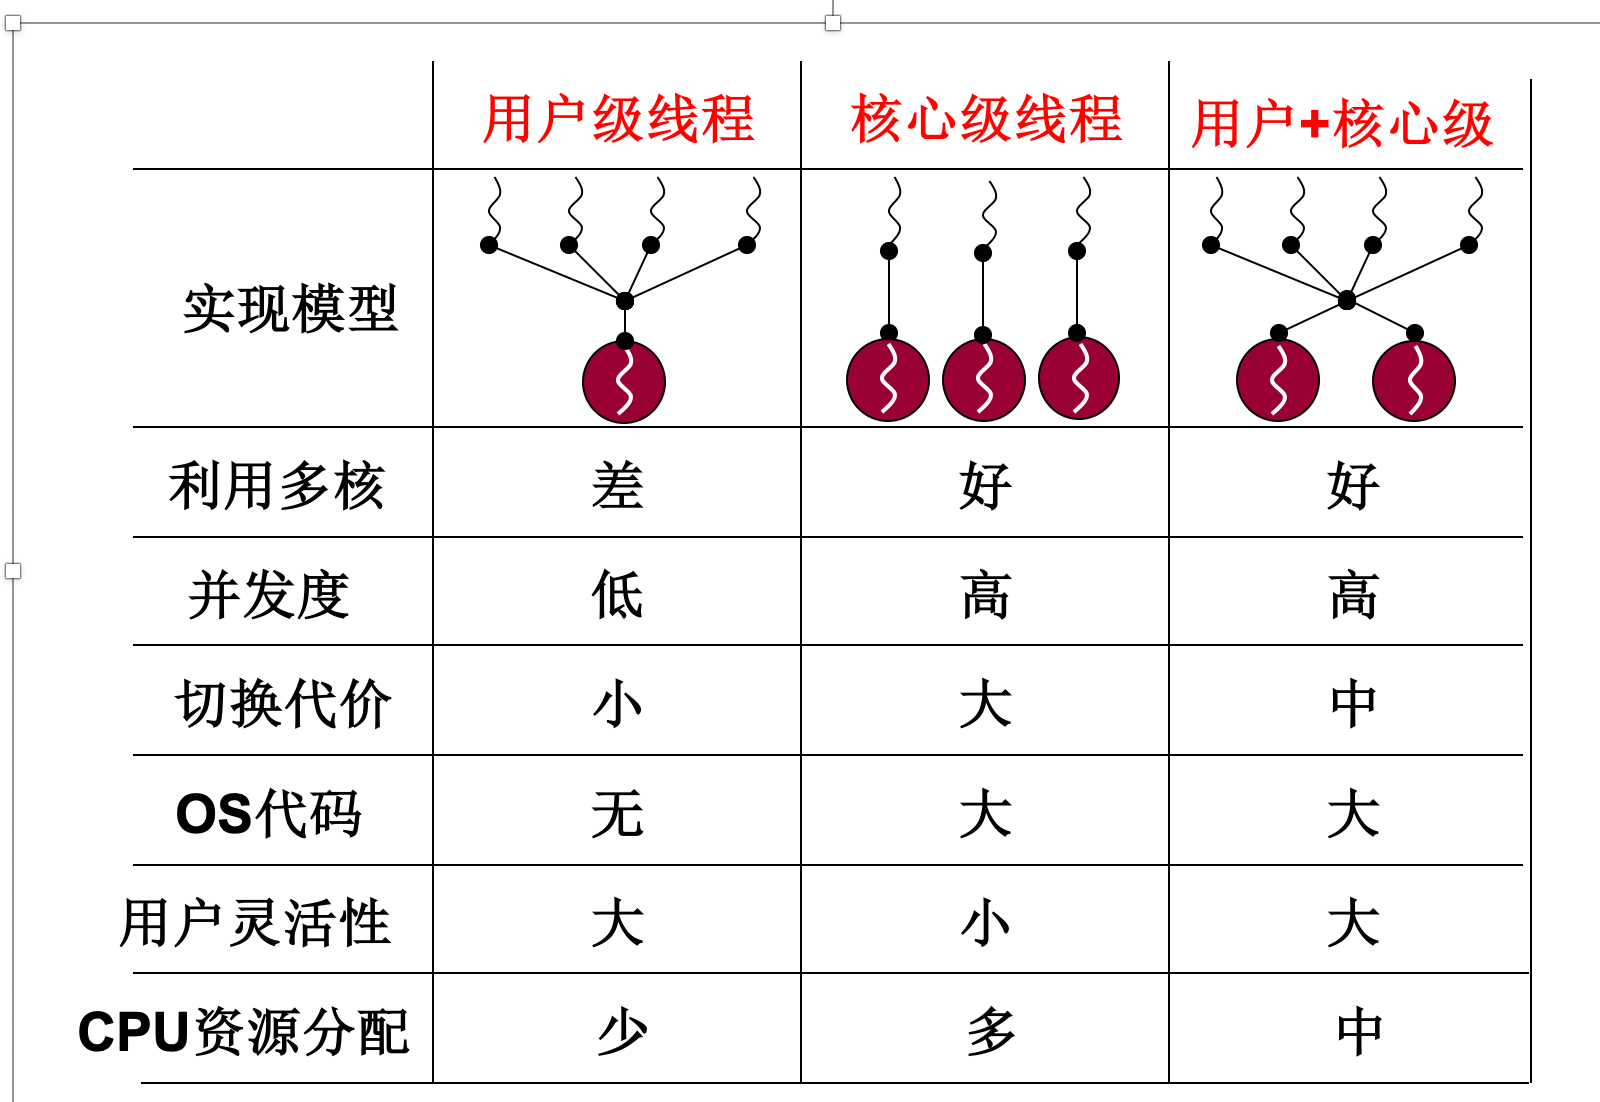 用户级线程 核心级线程 用户+核心级
实现模型
利用多核 差 好 好
并发度 低 高 高
切换代价 小 大 中
OS代码 无 大 大
用户灵活性 大 小 大
CPU资源分配 少 多 中